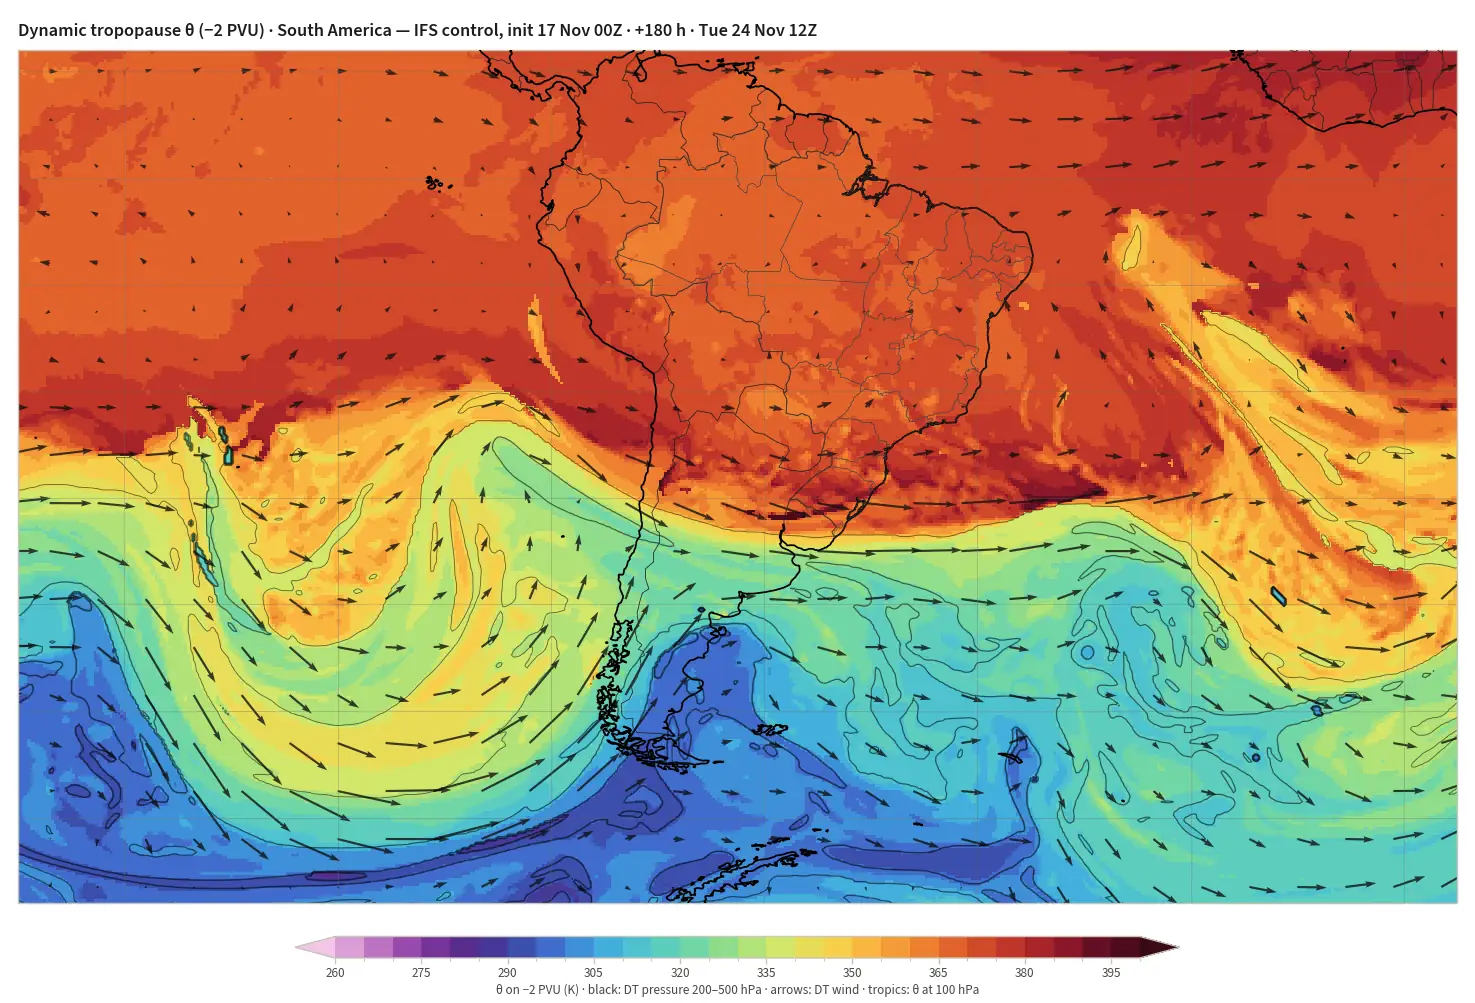 Dynamic tropopause θ (−2 PVU) · South America — IFS control, init 17 Nov 00Z · +180 h · Tue 24 Nov 12Z
260 275 290 305 320 335 350 365 380 395
θ on −2 PVU (K) · black: DT pressure 200–500 hPa · arrows: DT wind · tropics: θ at 100 hPa